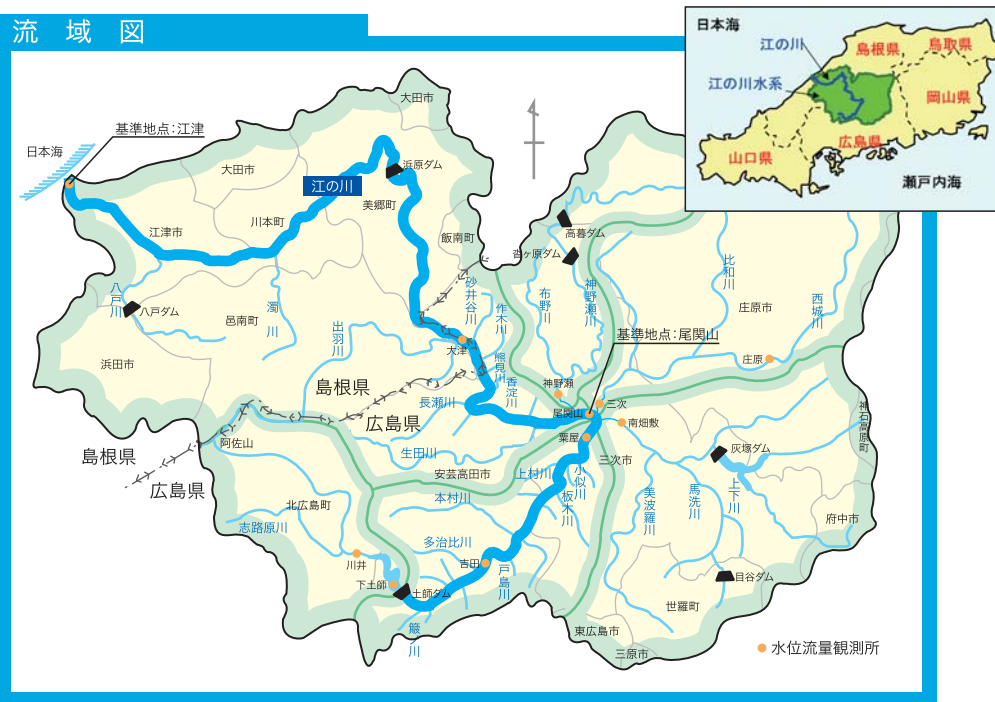 流域図
日本海
江の川
江の川水系
島根県
鳥取県
岡山県
広島県
山口県
瀬戸内海
大田市
基準地点:江津
日本海
大田市
浜原ダム
江の川
美郷町
川本町
江津市
飯南町
高暮ダム
沓ヶ原ダム
八戸川
八戸ダム
邑南町
濁川
出羽川
砂井谷川
作木川
布野川
神野瀬川
比和川
庄原市
西城川
基準地点:尾関山
大津
熊見川
浜田市
島根県
香淀川
神野瀬
庄原
長瀬川
広島県
尾関山
三次
南畑敷
神石高原町
阿佐山
粟屋
島根県
生田川
三次市
灰塚ダム
安芸高田市
上村川
小似川
広島県
本村川
板木川
美波羅川
馬洗川
上下川
北広島町
府中市
志路原川
多治比川
川井
吉田
戸島川
下土師
土師ダム
目谷ダム
世羅町
簸ノ川
東広島市
三原市
水位流量観測所